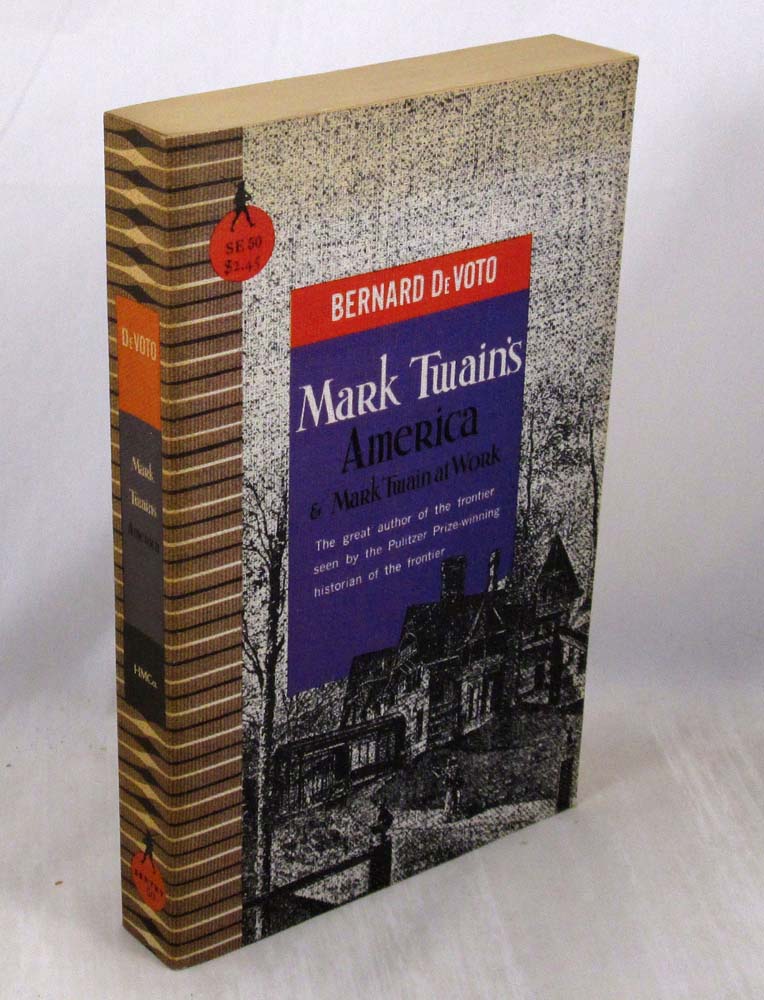 SE 50
$2.45
BERNARD DeVOTO
Mark Twain's
America
& Mark Twain at Work
The great author of the frontier
seen by the Pulitzer Prize-winning
historian of the frontier
DeVOTO
Mark
Twain's
America
HMCo.
SENTRY